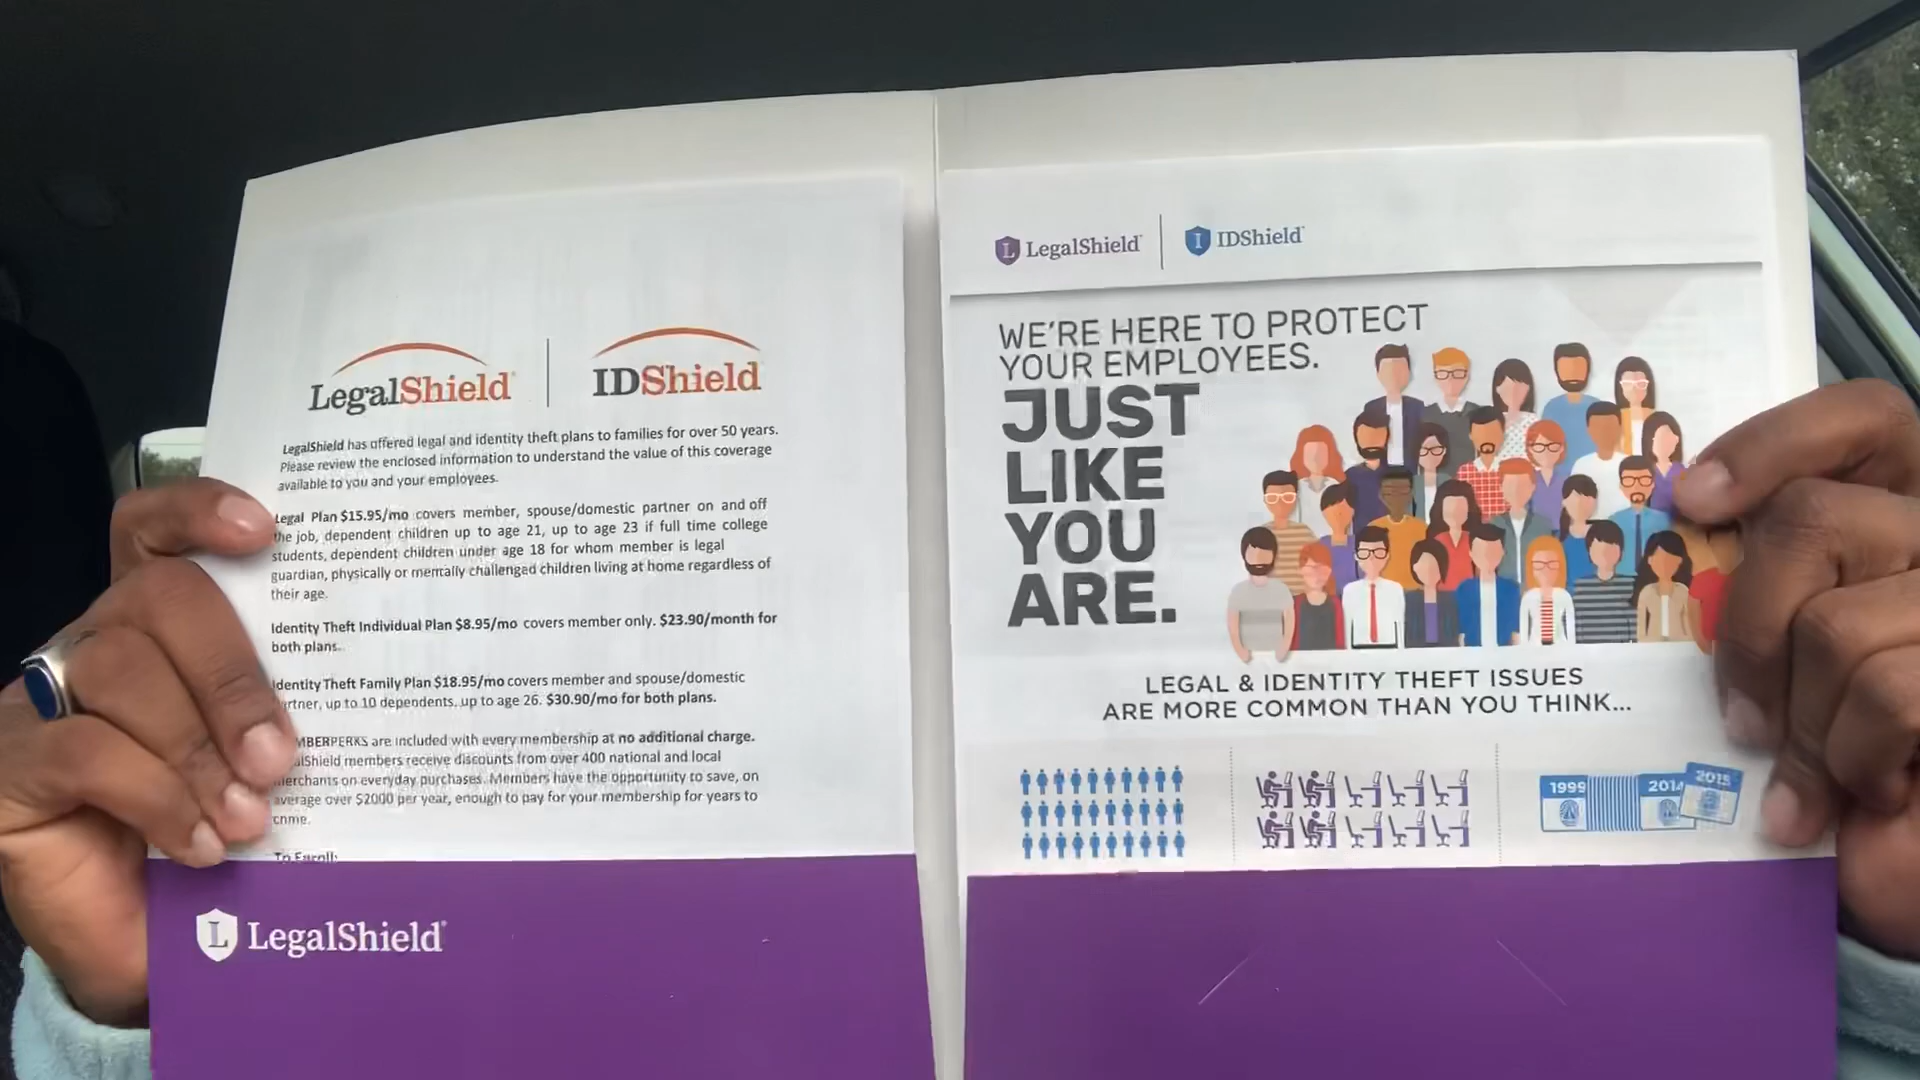 LegalShield
IDShield
LegalShield has offered legal and identity theft plans to families for over 50 years.
Please review the enclosed information to understand the value of this coverage
available to you and your employees.
Legal Plan $15.95/mo covers member, spouse/domestic partner on and off
the job, dependent children up to age 21, up to age 23 if full time college
students, dependent children under age 18 for whom member is legal
guardian, physically or mentally challenged children living at home regardless of
their age.
Identity Theft Individual Plan $8.95/mo covers member only. $23.90/month for
both plans.
Identity Theft Family Plan $18.95/mo covers member and spouse/domestic
rtner, up to 10 dependents, up to age 26. $30.90/mo for both plans.
MBERPERKS are included with every membership at no additional charge.
alShield members receive discounts from over 400 national and local
merchants on everyday purchases. Members have the opportunity to save, on
average over $2000 per year, enough to pay for your membership for years to
come.
To Enroll:
LegalShield
LegalShield
IDShield
WE'RE HERE TO PROTECT
YOUR EMPLOYEES.
JUST
LIKE
YOU
ARE.
LEGAL & IDENTITY THEFT ISSUES
ARE MORE COMMON THAN YOU THINK...
1999 2014 2015